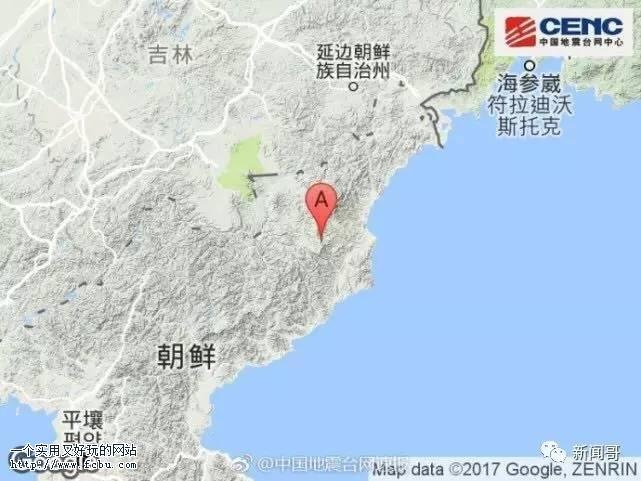 CENC
中国地震台网中心
吉林
延边朝鲜
族自治州
海参崴
符拉迪沃
斯托克
A
朝鲜
平壤
一个实用又好玩的网站
http://www.fcbu.com
@中国地震台网速报
新闻哥
Map data ©2017 Google, ZENRIN